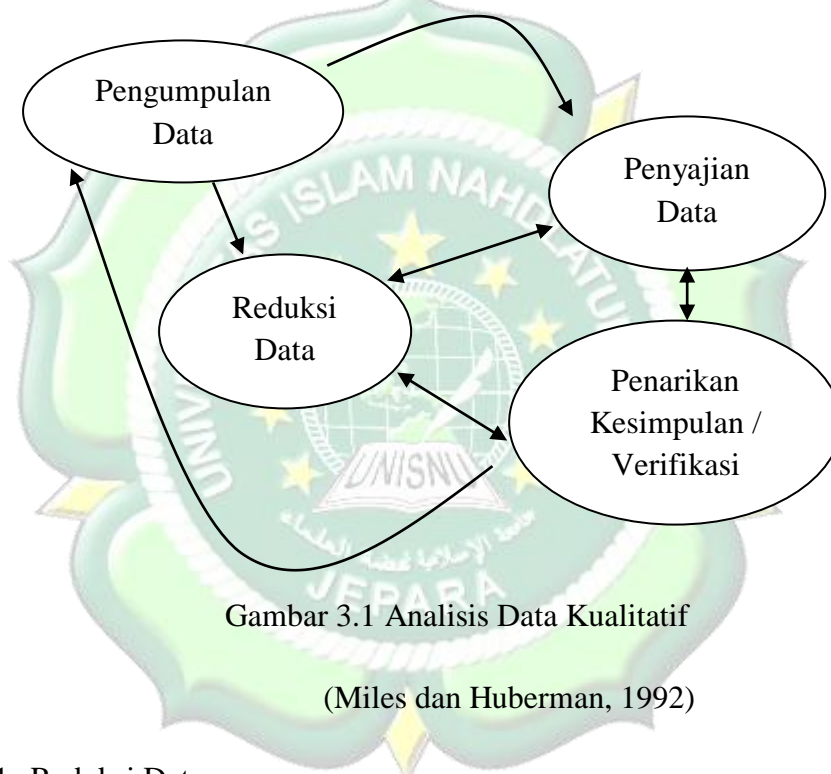 Pengumpulan
Data
Penyajian
Data
Reduksi
Data
Penarikan
Kesimpulan /
Verifikasi
UNISNU
JEPARA
Gambar 3.1 Analisis Data Kualitatif
(Miles dan Huberman, 1992)